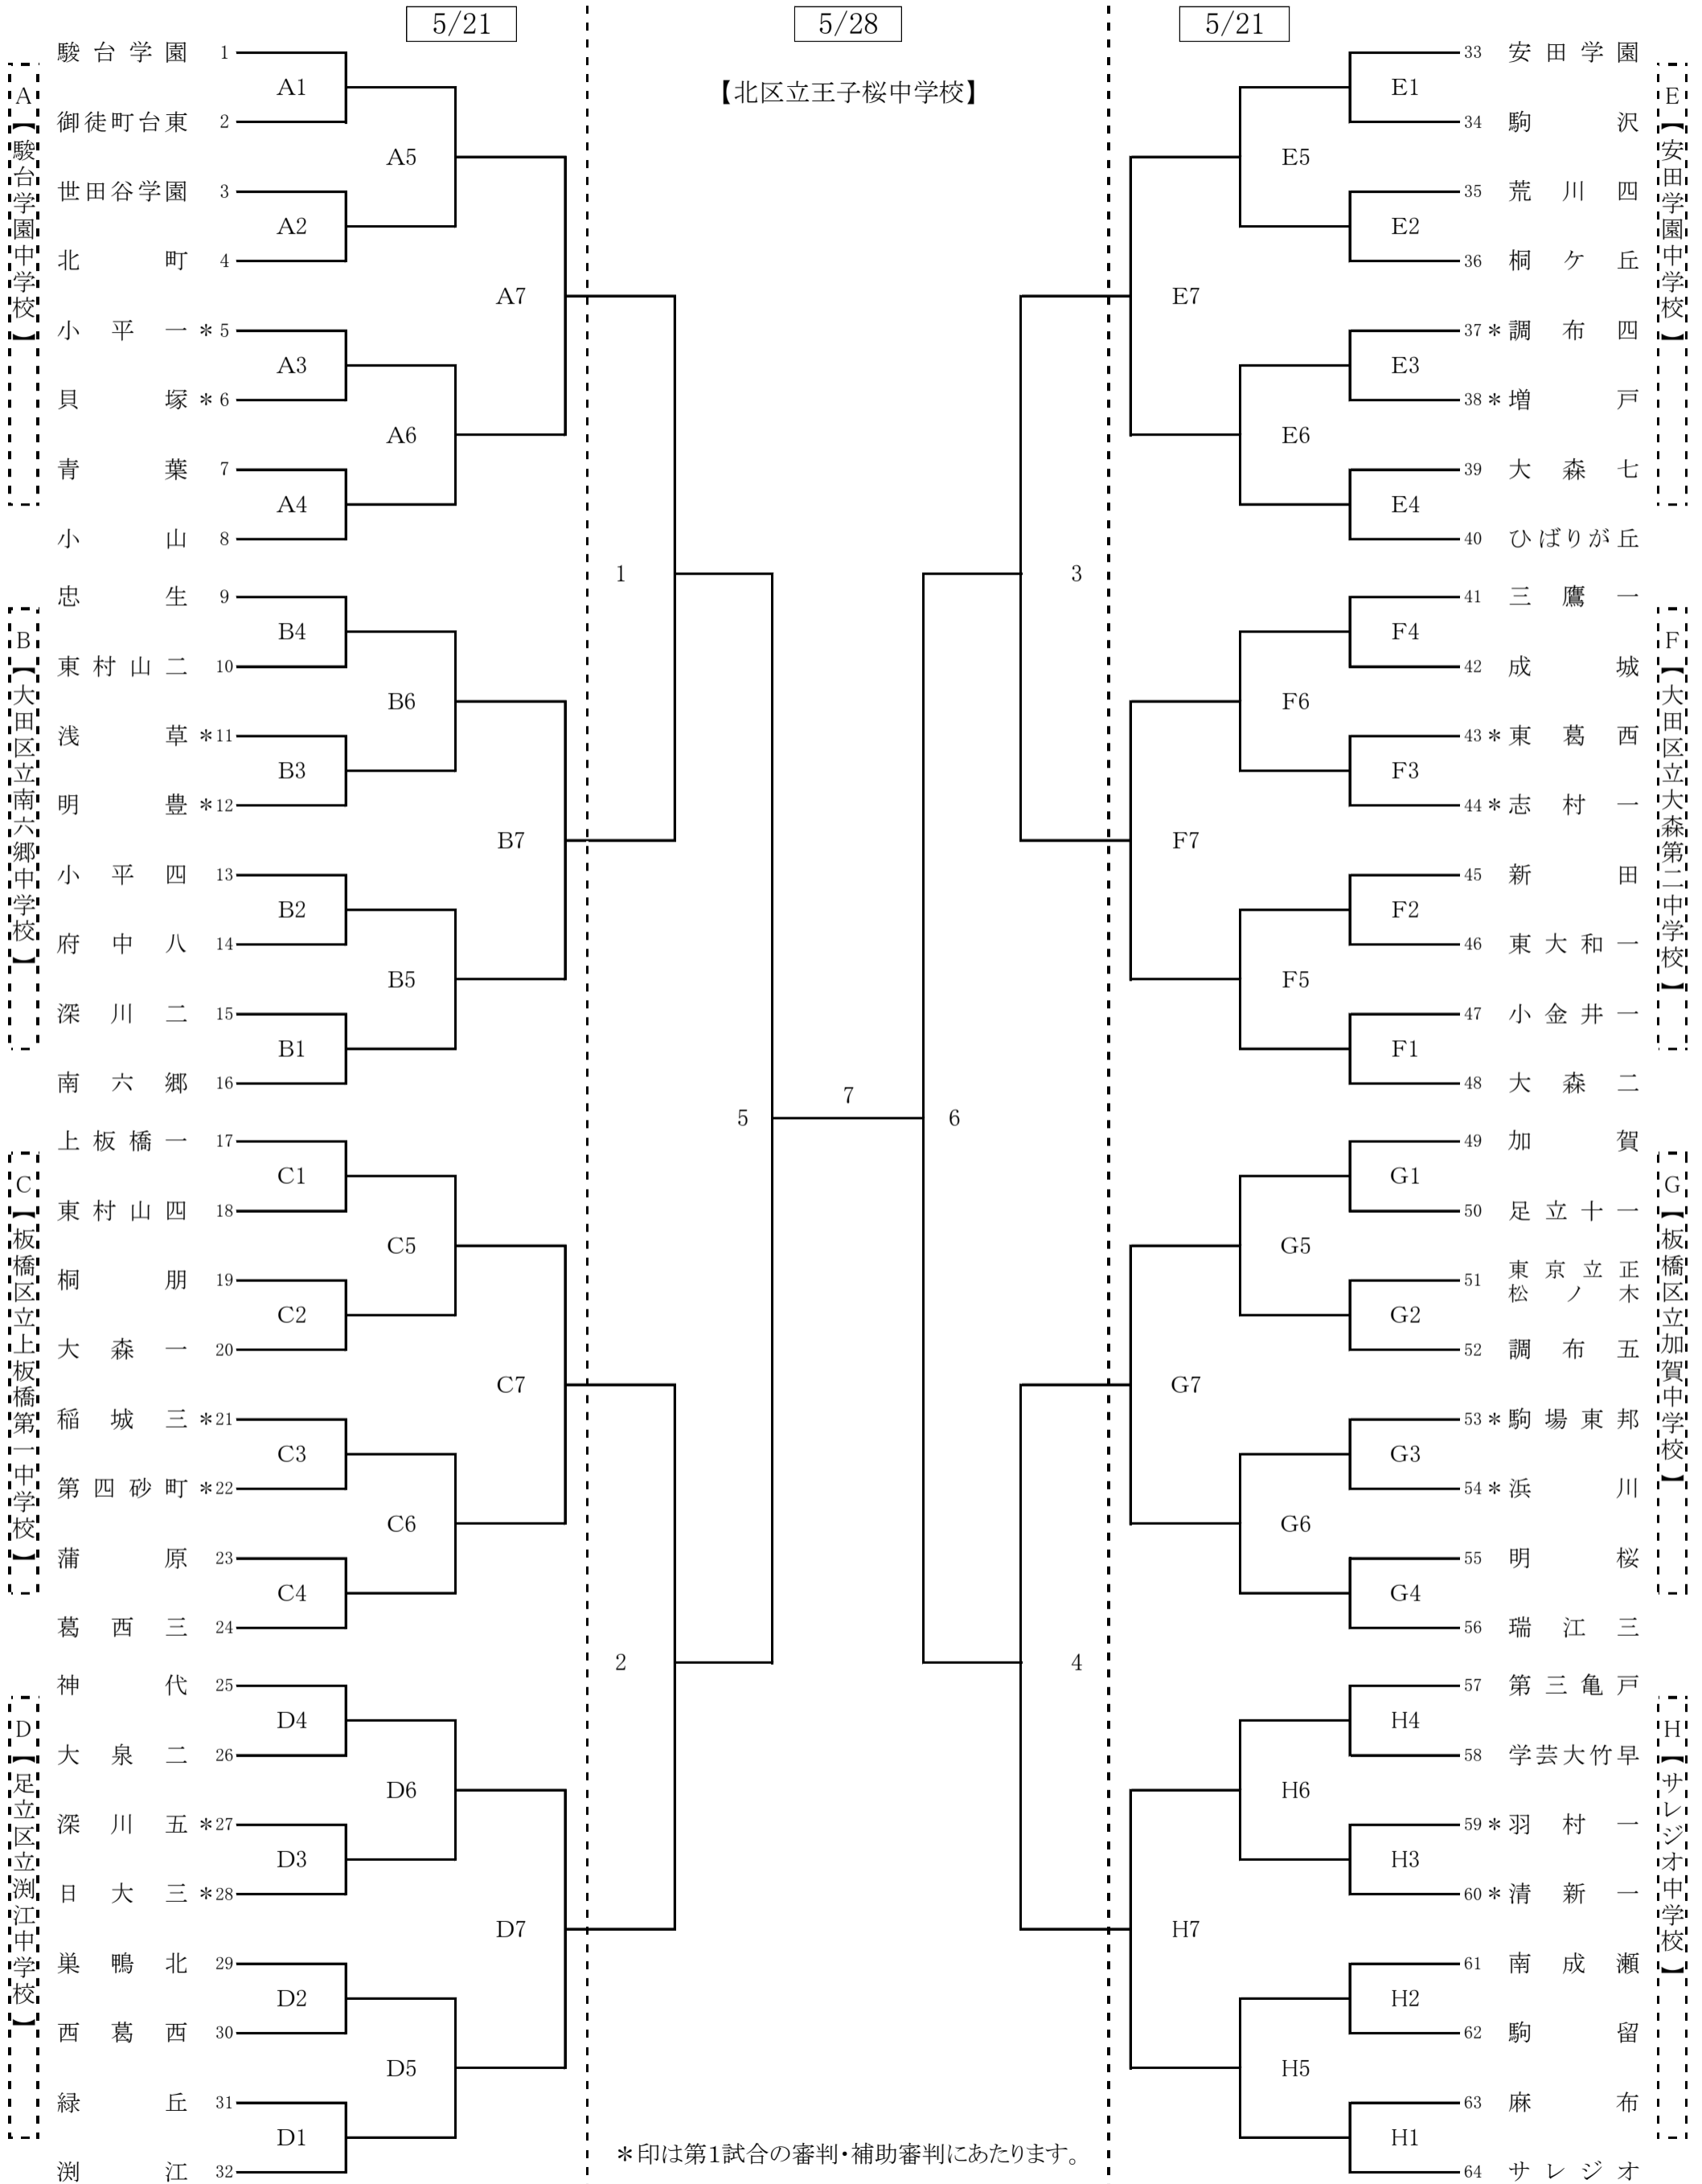 5/21
5/28
5/21
【北区立王子桜中学校】
A【駿台学園中学校】
駿台学園 1
御徒町台東 2
世田谷学園 3
北町 4
小平一 *5
貝塚 *6
青葉 7
小山 8
A1
A2
A3
A4
A5
A6
A7
B【大田区立南六郷中学校】
忠生 9
東村山二 10
浅草 *11
明豊 *12
小平四 13
府中八 14
深川二 15
南六郷 16
B4
B3
B2
B1
B6
B5
B7
C【板橋区立上板橋第一中学校】
上板橋一 17
東村山四 18
桐朋 19
大森一 20
稲城三 *21
第四砂町 *22
蒲原 23
葛西三 24
C1
C2
C3
C4
C5
C6
C7
D【足立区立渕江中学校】
神代 25
大泉二 26
深川五 *27
日大三 *28
巣鴨北 29
西葛西 30
緑丘 31
渕江 32
D4
D3
D2
D1
D6
D5
D7
1
2
5
7
6
3
4
E【安田学園中学校】
33 安田学園
34 駒沢
35 荒川四
36 桐ケ丘
37 *調布四
38 *増戸
39 大森七
40 ひばりが丘
E1
E2
E3
E4
E5
E6
E7
F【大田区立大森第二中学校】
41 三鷹一
42 成城
43 *東葛西
44 *志村一
45 新田
46 東大和一
47 小金井一
48 大森二
F4
F3
F2
F1
F6
F5
F7
G【板橋区立加賀中学校】
49 加賀
50 足立十一
51 東京立正
松ノ木
52 調布五
53 *駒場東邦
54 *浜川
55 明桜
56 瑞江三
G1
G2
G3
G4
G5
G6
G7
H【サレジオ中学校】
57 第三亀戸
58 学芸大竹早
59 *羽村一
60 *清新一
61 南成瀬
62 駒留
63 麻布
64 サレジオ
H4
H3
H2
H1
H6
H5
H7
*印は第1試合の審判・補助審判にあたります。